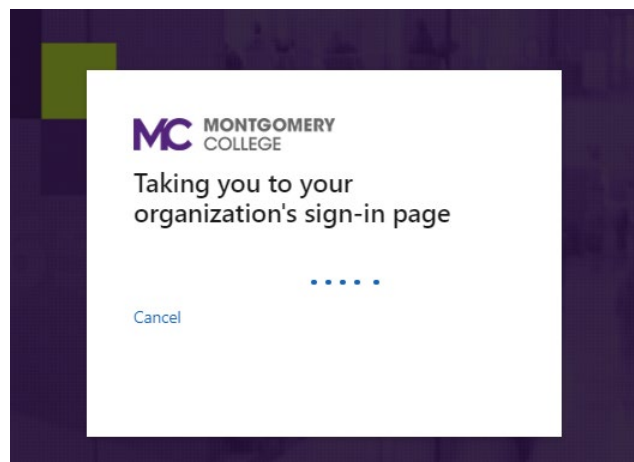 MC MONTGOMERY
COLLEGE
Taking you to your
organization's sign-in page
Cancel